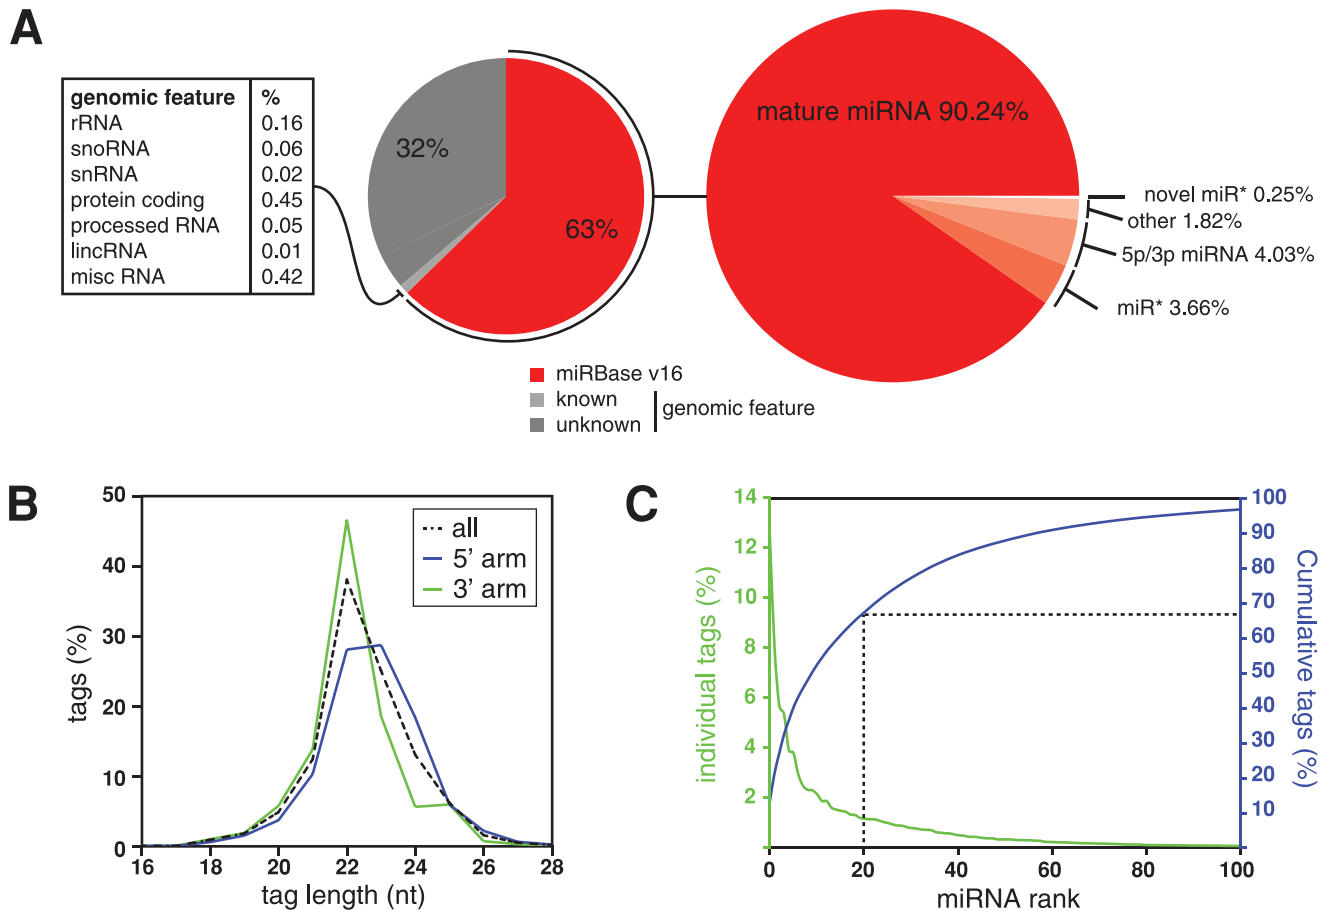 A
genomic feature %
rRNA 0.16
snoRNA 0.06
snRNA 0.02
protein coding 0.45
processed RNA 0.05
lincRNA 0.01
misc RNA 0.42
32%
63%
mature miRNA 90.24%
novel miR* 0.25%
other 1.82%
5p/3p miRNA 4.03%
miR* 3.66%
miRBase v16
known
unknown
genomic feature
B
50
40
30
20
10
0
tags (%)
16 18 20 22 24 26 28
tag length (nt)
all
5’ arm
3’ arm
C
14
12
10
8
6
4
2
individual tags (%)
100
90
80
70
60
50
40
30
20
10
Cumulative tags (%)
0 20 40 60 80 100
miRNA rank